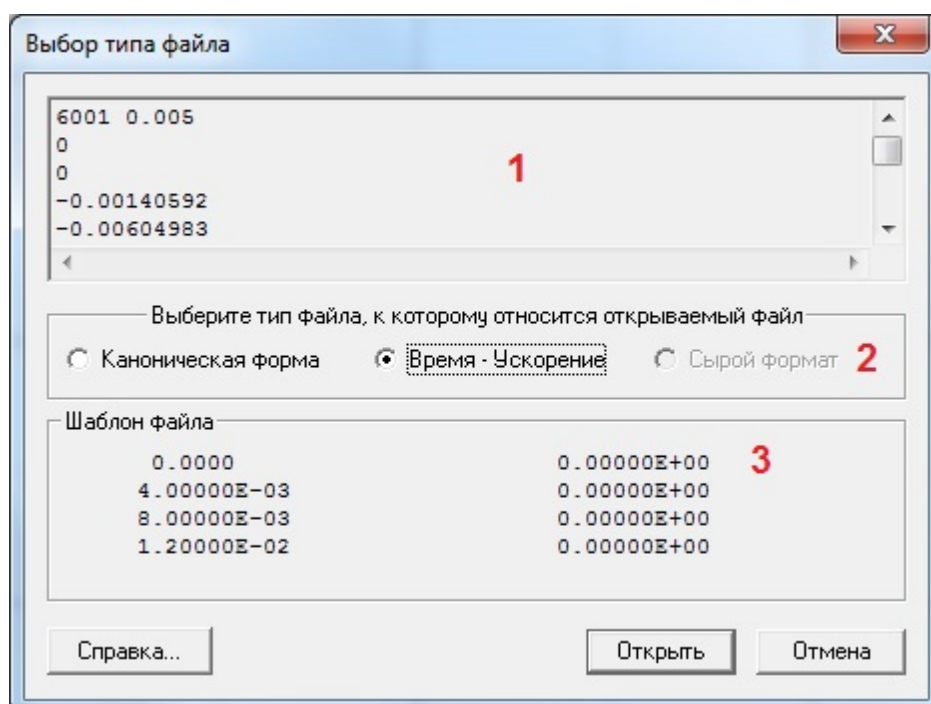 Выбор типа файла
6001 0.005
0
0
-0.00140592
-0.00604983
1
Выберите тип файла, к которому относится открываемый файл
Каноническая форма Время - Ускорение Сырой формат 2
Шаблон файла
0.0000 0.00000E+00 3
4.00000E-03 0.00000E+00
8.00000E-03 0.00000E+00
1.20000E-02 0.00000E+00
Справка... Открыть Отмена